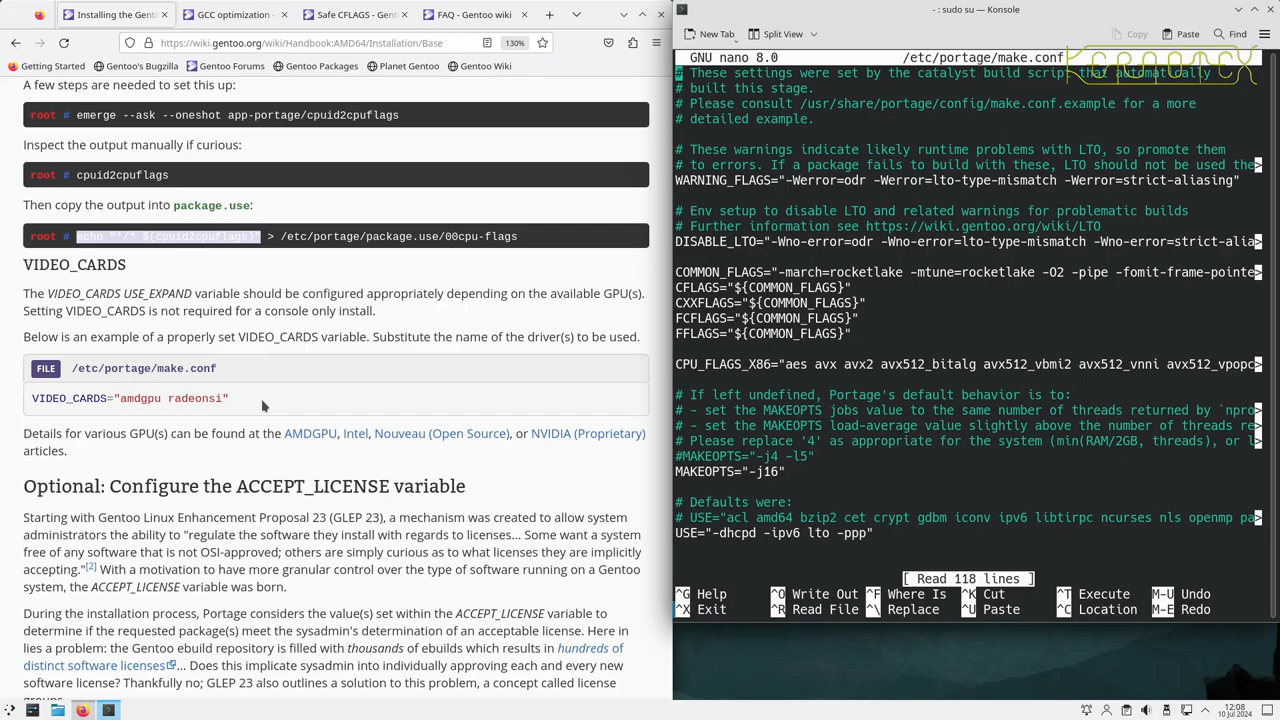 Installing the Gentoo
GCC optimization -
Safe CFLAGS - Gent
FAQ - Gentoo wiki
https://wiki.gentoo.org/wiki/Handbook:AMD64/Installation/Base
130%
Getting Started
Gentoo's Bugzilla
Gentoo Forums
Gentoo Packages
Planet Gentoo
Gentoo Wiki
A few steps are needed to set this up:
root # emerge --ask --oneshot app-portage/cpuid2cpuflags
Inspect the output manually if curious:
root # cpuid2cpuflags
Then copy the output into package.use:
root # echo "*/* $(cpuid2cpuflags)" > /etc/portage/package.use/00cpu-flags
VIDEO_CARDS
The VIDEO_CARDS USE_EXPAND variable should be configured appropriately depending on the available GPU(s).
Setting VIDEO_CARDS is not required for a console only install.
Below is an example of a properly set VIDEO_CARDS variable. Substitute the name of the driver(s) to be used.
FILE /etc/portage/make.conf
VIDEO_CARDS="amdgpu radeonsi"
Details for various GPU(s) can be found at the AMDGPU, Intel, Nouveau (Open Source), or NVIDIA (Proprietary)
articles.
Optional: Configure the ACCEPT_LICENSE variable
Starting with Gentoo Linux Enhancement Proposal 23 (GLEP 23), a mechanism was created to allow system
administrators the ability to "regulate the software they install with regards to licenses... Some want a system
free of any software that is not OSI-approved; others are simply curious as to what licenses they are implicitly
accepting."[2] With a motivation to have more granular control over the type of software running on a Gentoo
system, the ACCEPT_LICENSE variable was born.
During the installation process, Portage considers the value(s) set within the ACCEPT_LICENSE variable to
determine if the requested package(s) meet the sysadmin's determination of an acceptable license. Here in
lies a problem: the Gentoo ebuild repository is filled with thousands of ebuilds which results in hundreds of
distinct software licenses... Does this implicate sysadmin into individually approving each and every new
software license? Thankfully no; GLEP 23 also outlines a solution to this problem, a concept called license
groups.
- : sudo su — Konsole
New Tab
Split View
Copy
Paste
Find
KERNOTEX
GNU nano 8.0 /etc/portage/make.conf
# These settings were set by the catalyst build script that automatically
# built this stage.
# Please consult /usr/share/portage/config/make.conf.example for a more
# detailed example.
# These warnings indicate likely runtime problems with LTO, so promote them
# to errors. If a package fails to build with these, LTO should not be used the>
WARNING_FLAGS="-Werror=odr -Werror=lto-type-mismatch -Werror=strict-aliasing"
# Env setup to disable LTO and related warnings for problematic builds
# Further information see https://wiki.gentoo.org/wiki/LTO
DISABLE_LTO="-Wno-error=odr -Wno-error=lto-type-mismatch -Wno-error=strict-alia>
COMMON_FLAGS="-march=rocketlake -mtune=rocketlake -O2 -pipe -fomit-frame-pointe>
CFLAGS="${COMMON_FLAGS}"
CXXFLAGS="${COMMON_FLAGS}"
FCFLAGS="${COMMON_FLAGS}"
FFLAGS="${COMMON_FLAGS}"
CPU_FLAGS_X86="aes avx avx2 avx512_bitalg avx512_vbmi2 avx512_vnni avx512_vpopc>
# If left undefined, Portage's default behavior is to:
# - set the MAKEOPTS jobs value to the same number of threads returned by `npro>
# - set the MAKEOPTS load-average value slightly above the number of threads re>
# Please replace '4' as appropriate for the system (min(RAM/2GB, threads), or l>
#MAKEOPTS="-j4 -l5"
MAKEOPTS="-j16"
# Defaults were:
# USE="acl amd64 bzip2 cet crypt gdbm iconv ipv6 libtirpc ncurses nls openmp pa>
USE="-dhcpd -ipv6 lto -ppp"
[ Read 118 lines ]
^G Help ^O Write Out ^F Where Is ^K Cut ^T Execute M-U Undo
^X Exit ^R Read File ^\ Replace ^U Paste ^C Location M-E Redo
12:08
10 Jul 2024